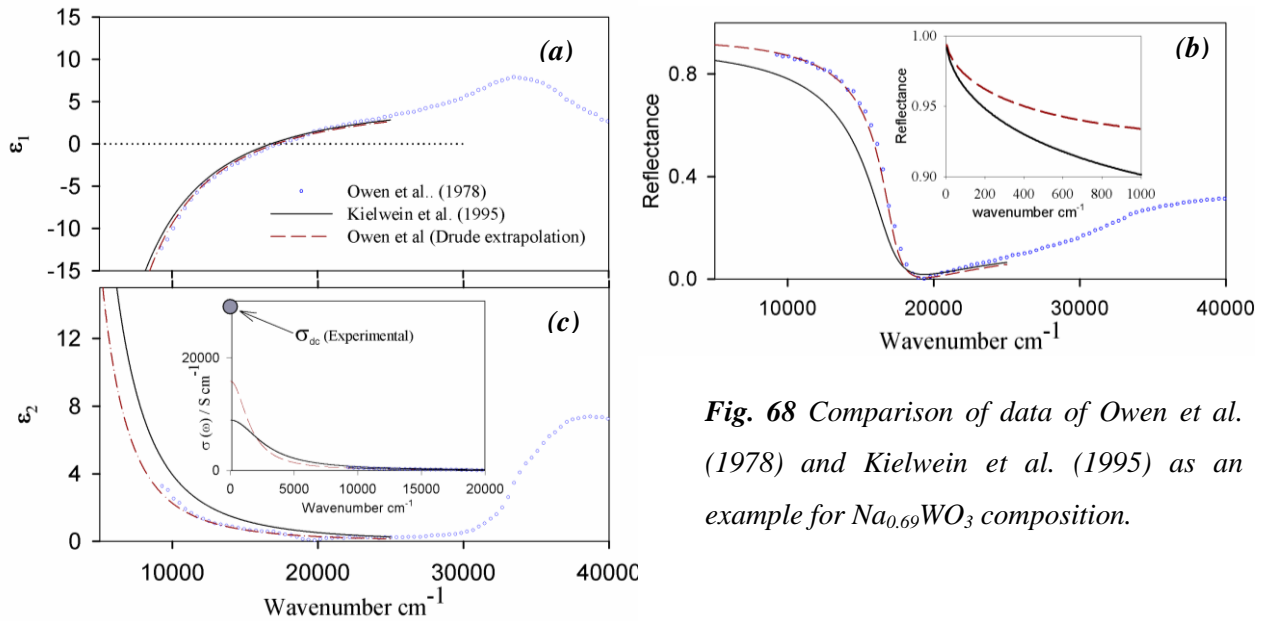 15
10
5
0
-5
-10
-15
ε1
(a)
Owen et al.. (1978)
Kielwein et al. (1995)
Owen et al (Drude extrapolation)
12
8
4
0
ε2
(c)
σdc (Experimental)
20000
0
σ (ω) / S cm-1
0 5000 10000 15000 20000
Wavenumber cm-1
10000 20000 30000 40000
Wavenumber cm-1
0.8
0.4
0.0
Reflectance
(b)
1.00
0.95
0.90
Reflectance
0 200 400 600 800 1000
wavenumber cm-1
10000 20000 30000 40000
Wavenumber cm-1
Fig. 68 Comparison of data of Owen et al.
(1978) and Kielwein et al. (1995) as an
example for Na0.69WO3 composition.